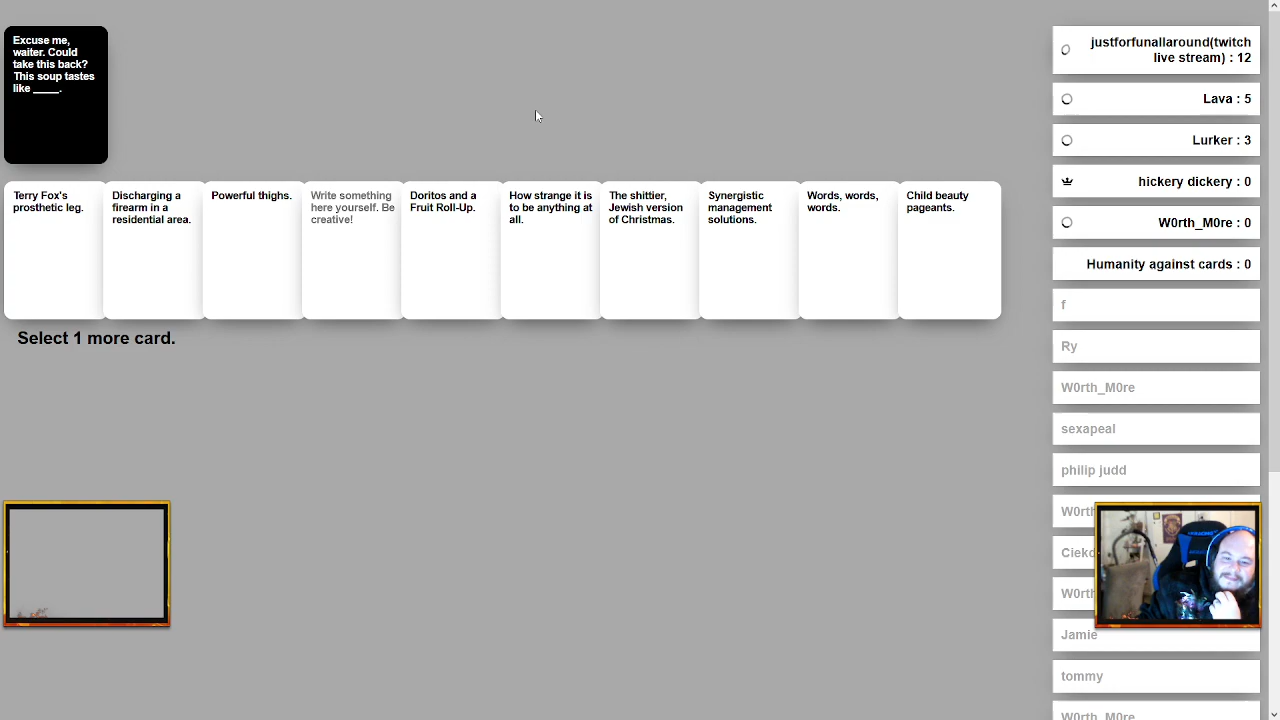 Excuse me,
waiter. Could
take this back?
This soup tastes
like _____.
Terry Fox's
prosthetic leg.
Discharging a
firearm in a
residential area.
Powerful thighs.
Write something
here yourself. Be
creative!
Doritos and a
Fruit Roll-Up.
How strange it is
to be anything at
all.
The shittier,
Jewish version
of Christmas.
Synergistic
management
solutions.
Words, words,
words.
Child beauty
pageants.
Select 1 more card.
justforfunallaround(twitch
live stream) : 12
Lava : 5
Lurker : 3
hickery dickery : 0
W0rth_M0re : 0
Humanity against cards : 0
f
Ry
W0rth_M0re
sexapeal
philip judd
Jamie
tommy
W0rth_M0re